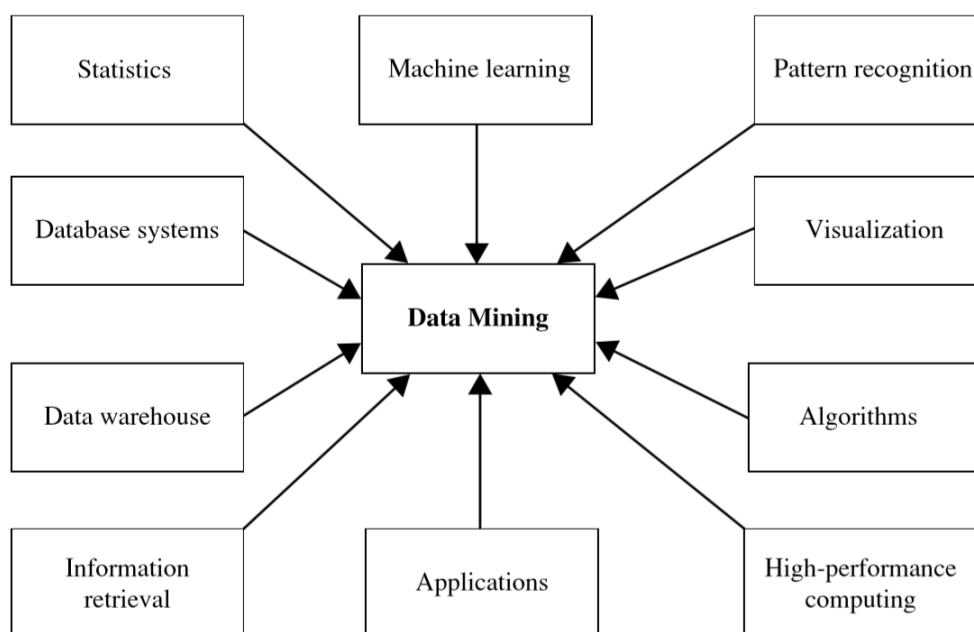 Statistics
Machine learning
Pattern recognition
Database systems
Visualization
Data Mining
Data warehouse
Algorithms
Information
retrieval
Applications
High-performance
computing